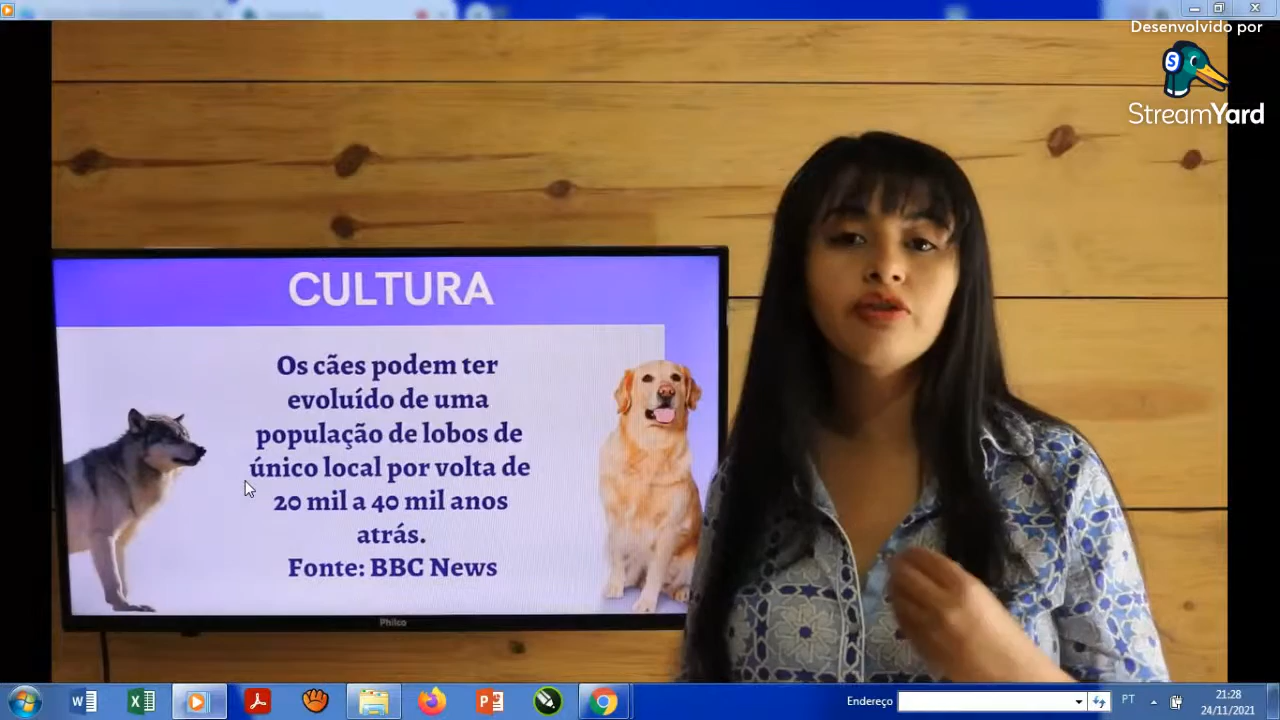 Desenvolvido por
StreamYard
CULTURA
Os cães podem ter
evoluído de uma
população de lobos de
único local por volta de
20 mil a 40 mil anos
atrás.
Fonte: BBC News
Philco
Endereço
PT
21:28
24/11/2021